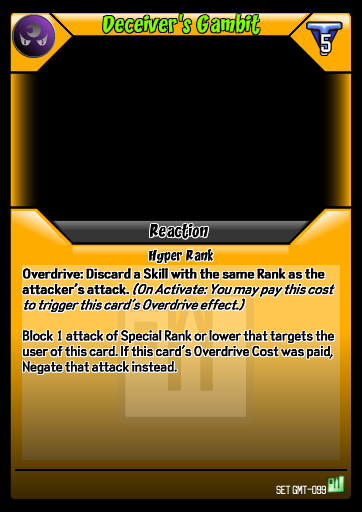 Deceiver's Gambit
5
Reaction
Hyper Rank
Overdrive: Discard a Skill with the same Rank as the
attacker's attack. (On Activate: You may pay this cost
to trigger this card's Overdrive effect.)
Block 1 attack of Special Rank or lower that targets the
user of this card. If this card's Overdrive Cost was paid,
Negate that attack instead.
SET GMT-099